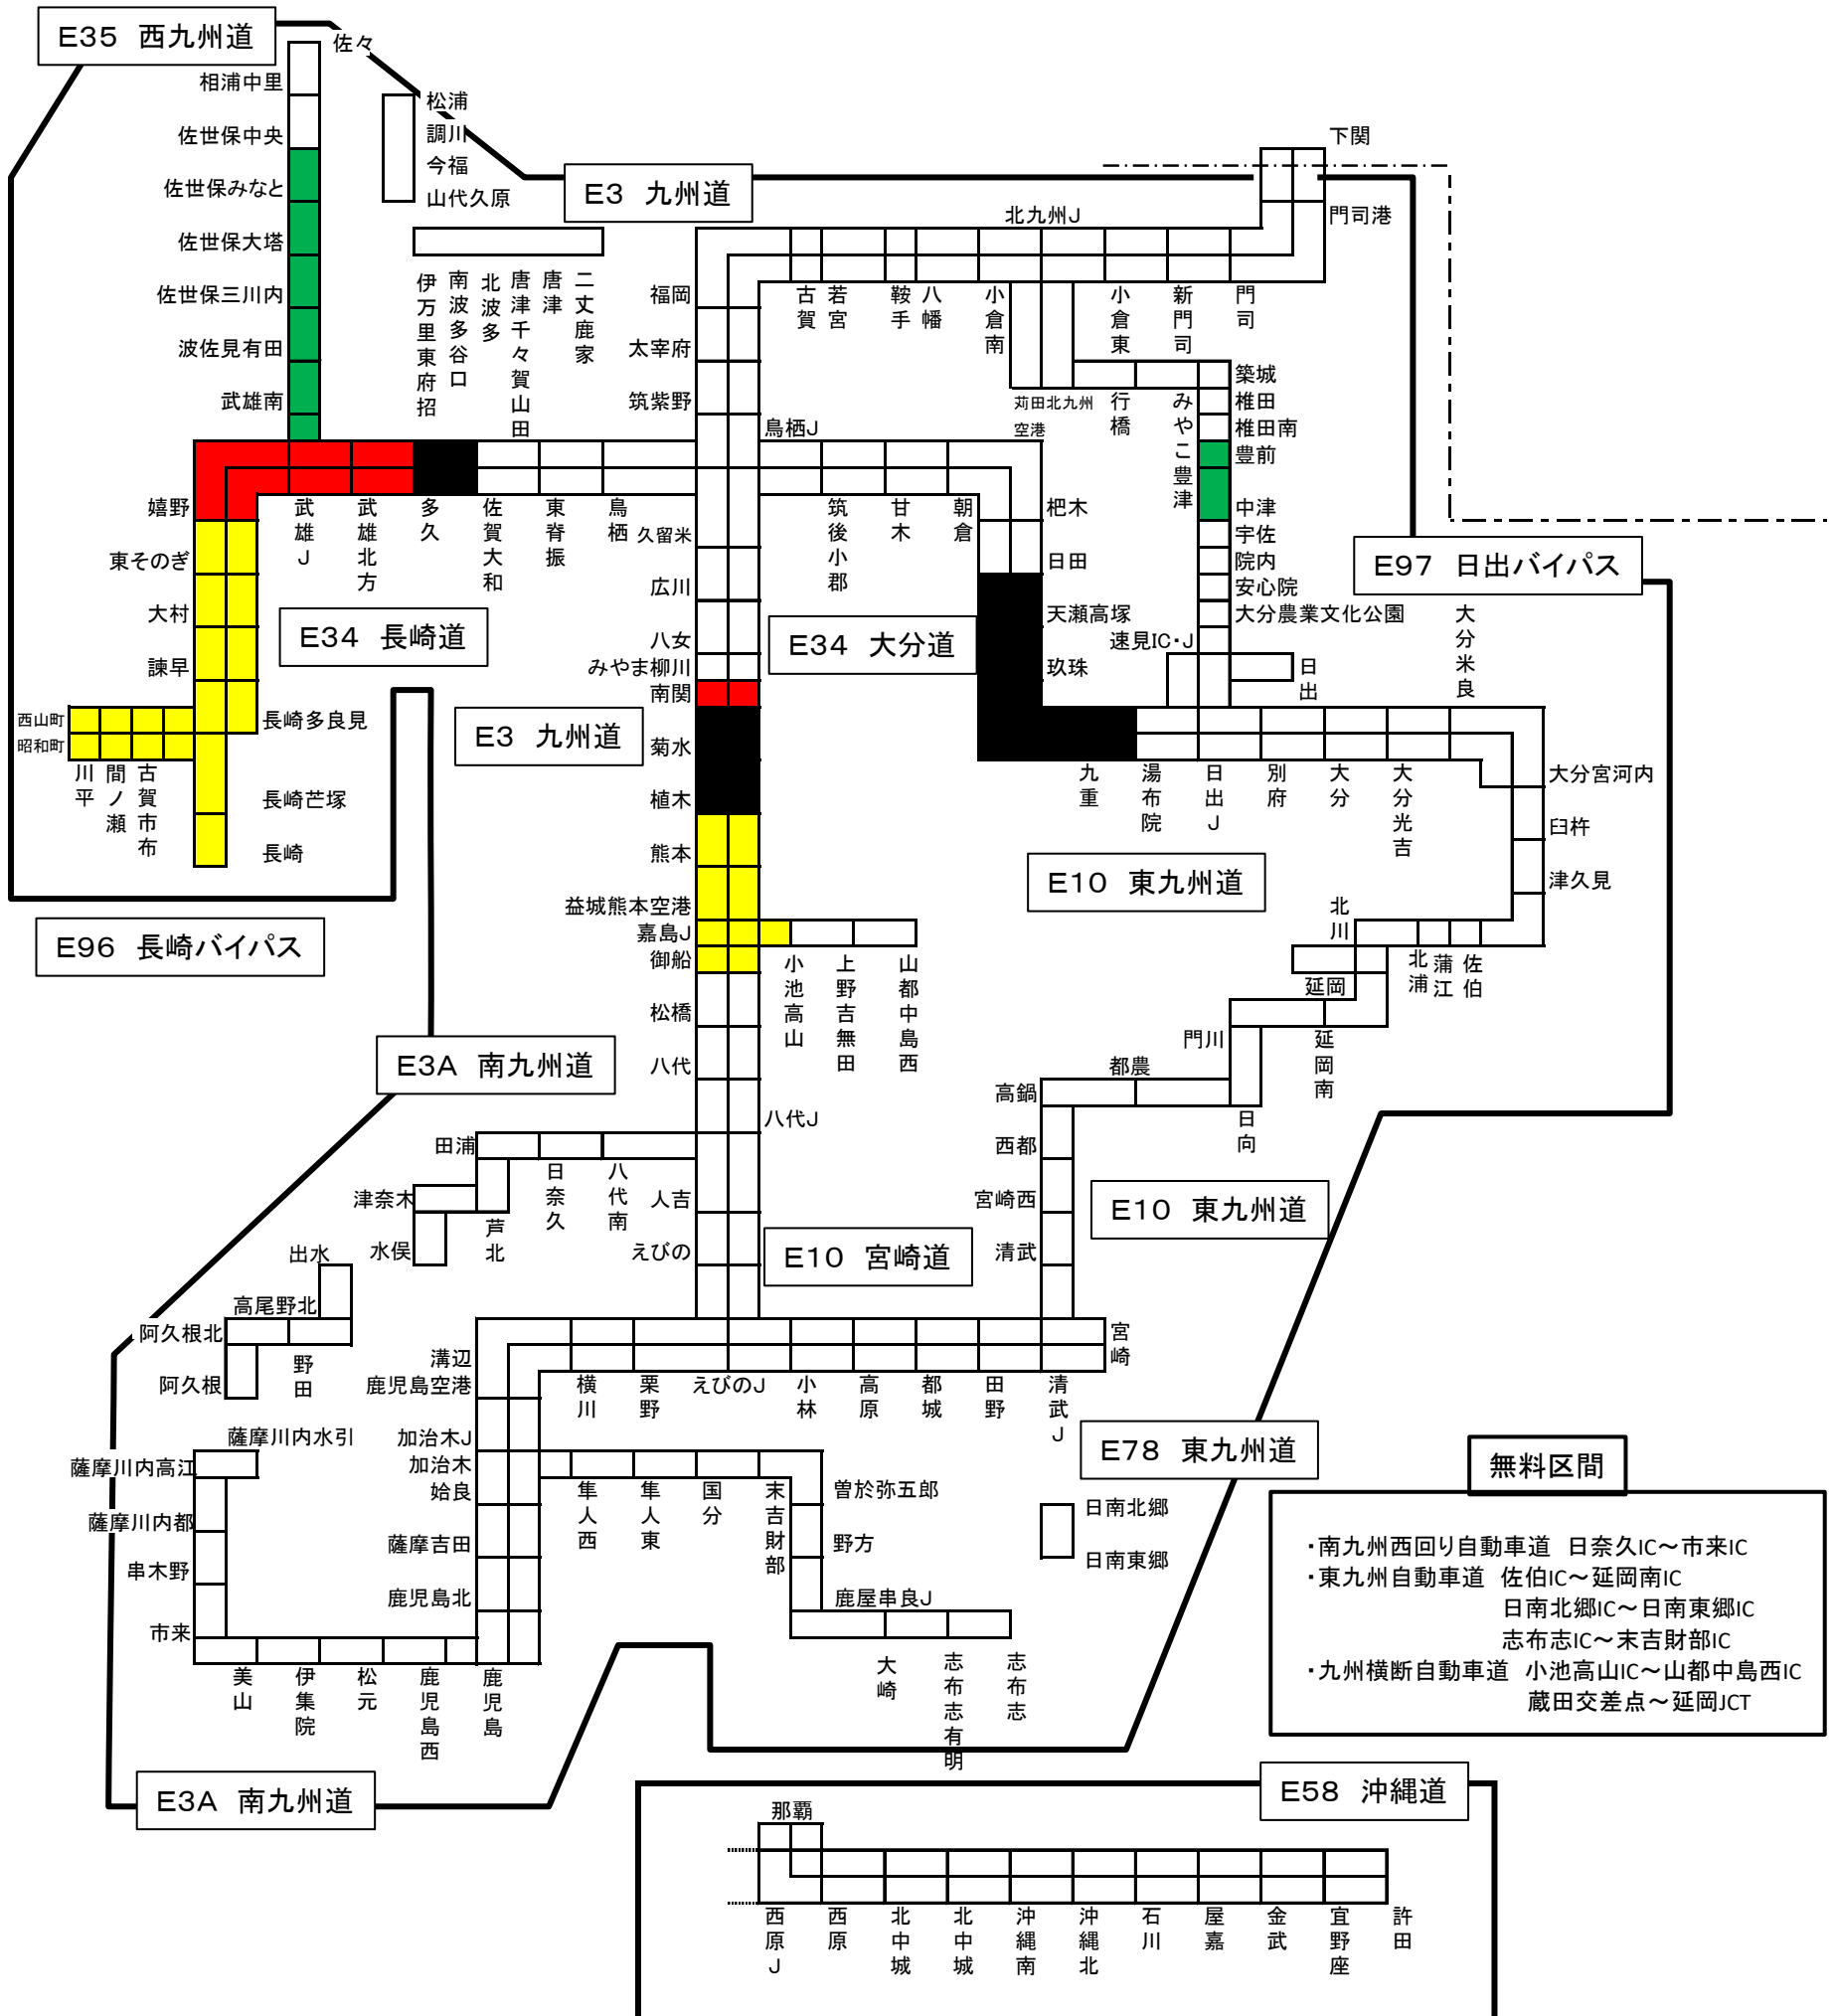 E35 西九州道
佐々
相浦中里
佐世保中央
佐世保みなと
佐世保大塔
佐世保三川内
波佐見有田
武雄南
松浦
調川
今福
山代久原
E3 九州道
下関
門司港
北九州J
伊万里東府招
南波多谷口
北波多
唐津千々賀山田
唐津
二丈鹿家
福岡
太宰府
筑紫野
古賀
若宮
鞍手
八幡
小倉南
小倉東
新門司
門司
苅田北九州
空港
行橋
みやこ豊津
築城
椎田
椎田南
豊前
中津
宇佐
院内
安心院
大分農業文化公園
速見IC・J
日出
鳥栖J
嬉野
武雄J
武雄北方
多久
佐賀大和
東脊振
鳥栖
久留米
筑後小郡
甘木
朝倉
杷木
日田
天瀬高塚
玖珠
E97 日出バイパス
大分米良
東そのぎ
大村
諫早
E34 長崎道
広川
八女
みやま柳川
南関
E34 大分道
西山町
昭和町
長崎多良見
川平
間ノ瀬
古賀市布
長崎芒塚
長崎
E3 九州道
菊水
植木
九重
湯布院
日出J
別府
大分
大分光吉
大分宮河内
臼杵
津久見
熊本
益城熊本空港
嘉島J
御船
小池高山
上野吉無田
山都中島西
E10 東九州道
北川
北浦
蒲江
佐伯
延岡
延岡南
E96 長崎バイパス
松橋
八代
門川
都農
高鍋
日向
E3A 南九州道
八代J
田浦
日奈久
八代南
津奈木
芦北
水俣
人吉
えびの
西都
宮崎西
清武
E10 東九州道
E10 宮崎道
出水
高尾野北
阿久根北
阿久根
野田
溝辺
鹿児島空港
横川
栗野
えびのJ
小林
高原
都城
田野
清武J
宮崎
薩摩川内水引
薩摩川内高江
薩摩川内都
串木野
市来
加治木J
加治木
姶良
薩摩吉田
鹿児島北
隼人西
隼人東
国分
末吉財部
曽於弥五郎
野方
鹿屋串良J
E78 東九州道
日南北郷
日南東郷
美山
伊集院
松元
鹿児島西
鹿児島
大崎
志布志有明
志布志
無料区間
・南九州西回り自動車道 日奈久IC～市来IC
・東九州自動車道 佐伯IC～延岡南IC
日南北郷IC～日南東郷IC
志布志IC～末吉財部IC
・九州横断自動車道 小池高山IC～山都中島西IC
蔵田交差点～延岡JCT
E3A 南九州道
E58 沖縄道
那覇
西原J
西原
北中城
北中城
沖縄南
沖縄北
石川
屋嘉
金武
宜野座
許田